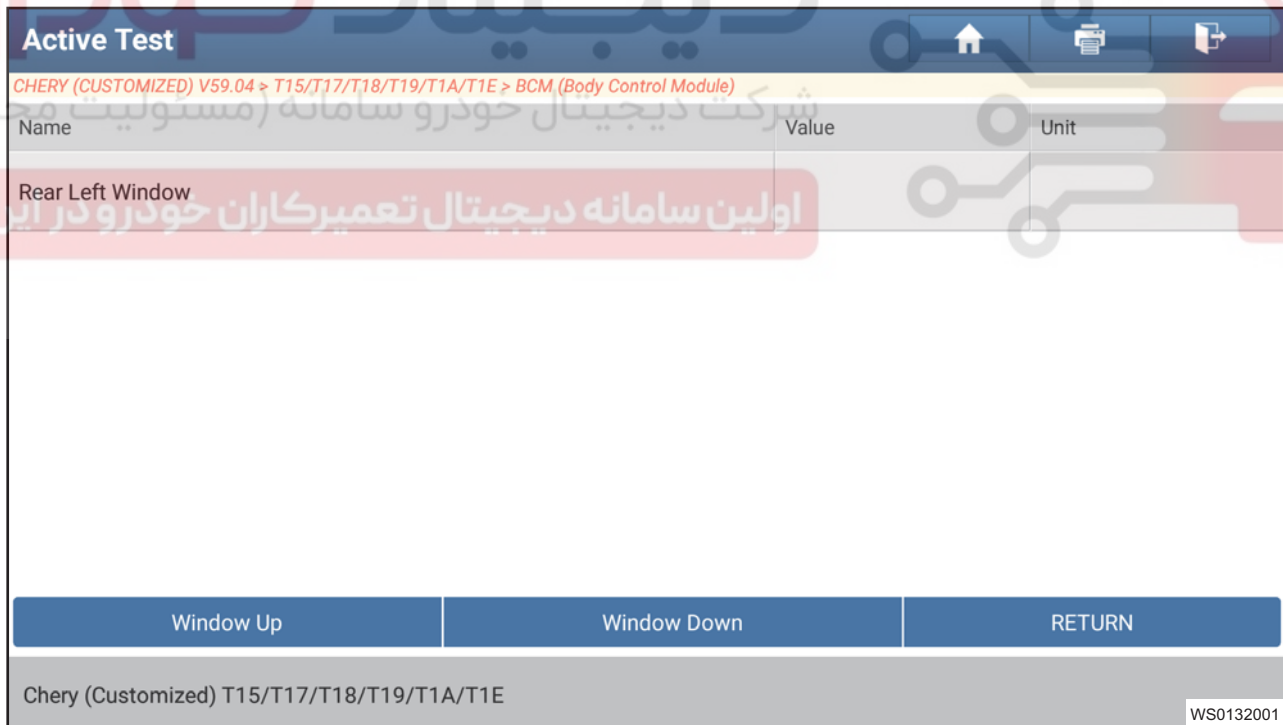 Active Test
CHERY (CUSTOMIZED) V59.04 > T15/T17/T18/T19/T1A/T1E > BCM (Body Control Module)
شرکت دیجیتال خودرو سامانه (مسئولیت
Name Value Unit
Rear Left Window
اولین سامانه دیجیتال تعمیرکاران خودرو در
Window Up Window Down RETURN
Chery (Customized) T15/T17/T18/T19/T1A/T1E
WS0132001